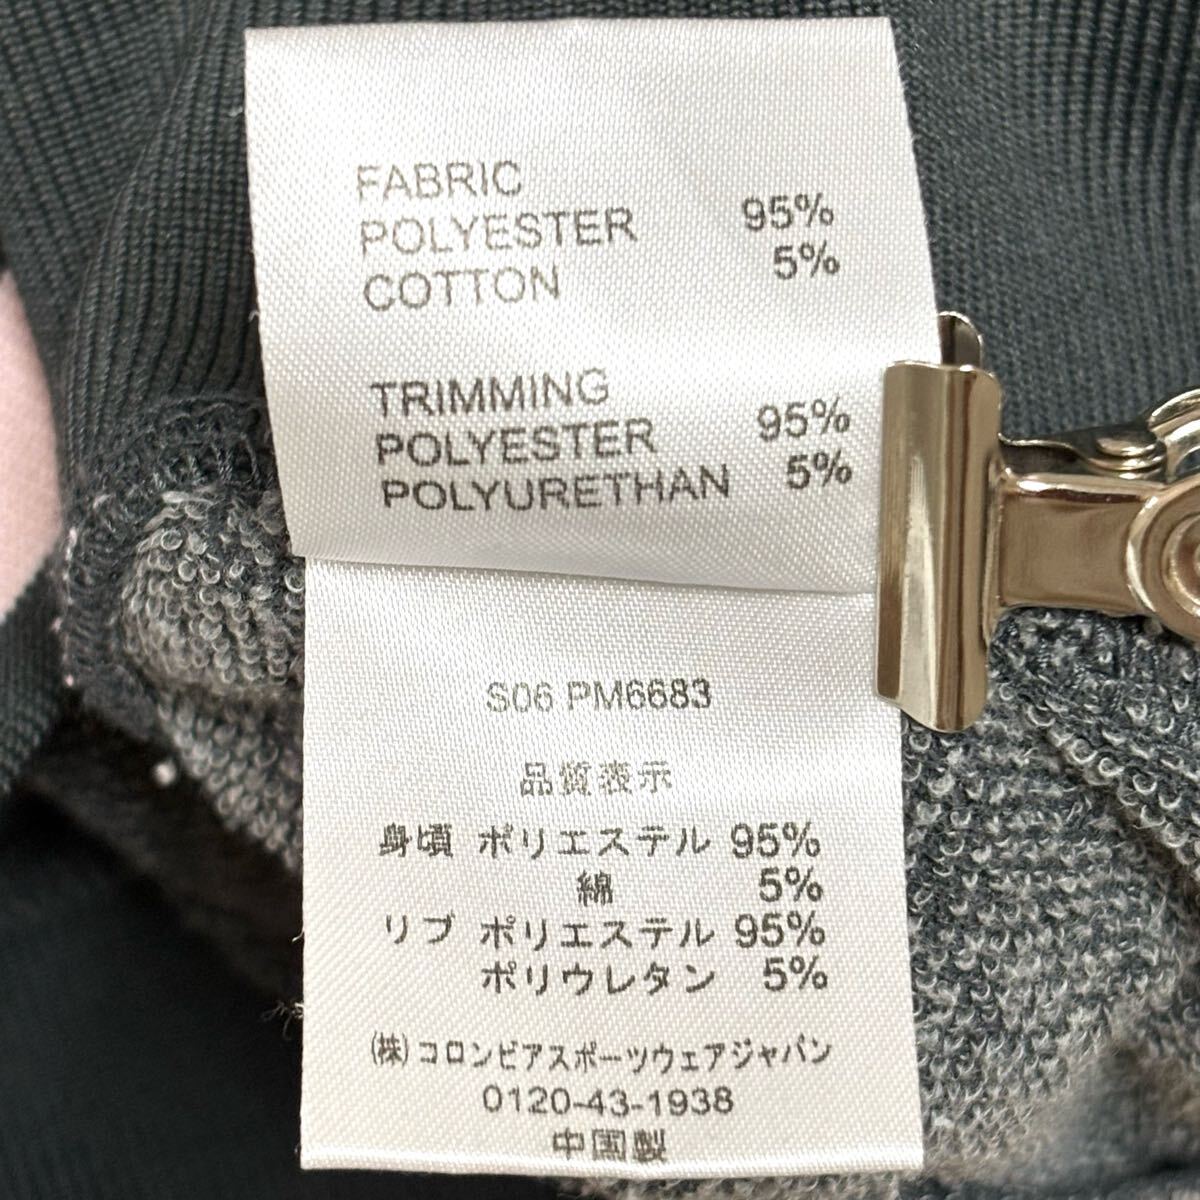 FABRIC
POLYESTER 95%
COTTON 5%
TRIMMING
POLYESTER 95%
POLYURETHAN 5%
S06 PM6683
品質表示
身頃 ポリエステル 95%
綿 5%
リブ ポリエステル 95%
ポリウレタン 5%
(株)コロンビアスポーツウェアジャパン
0120-43-1938
中国製